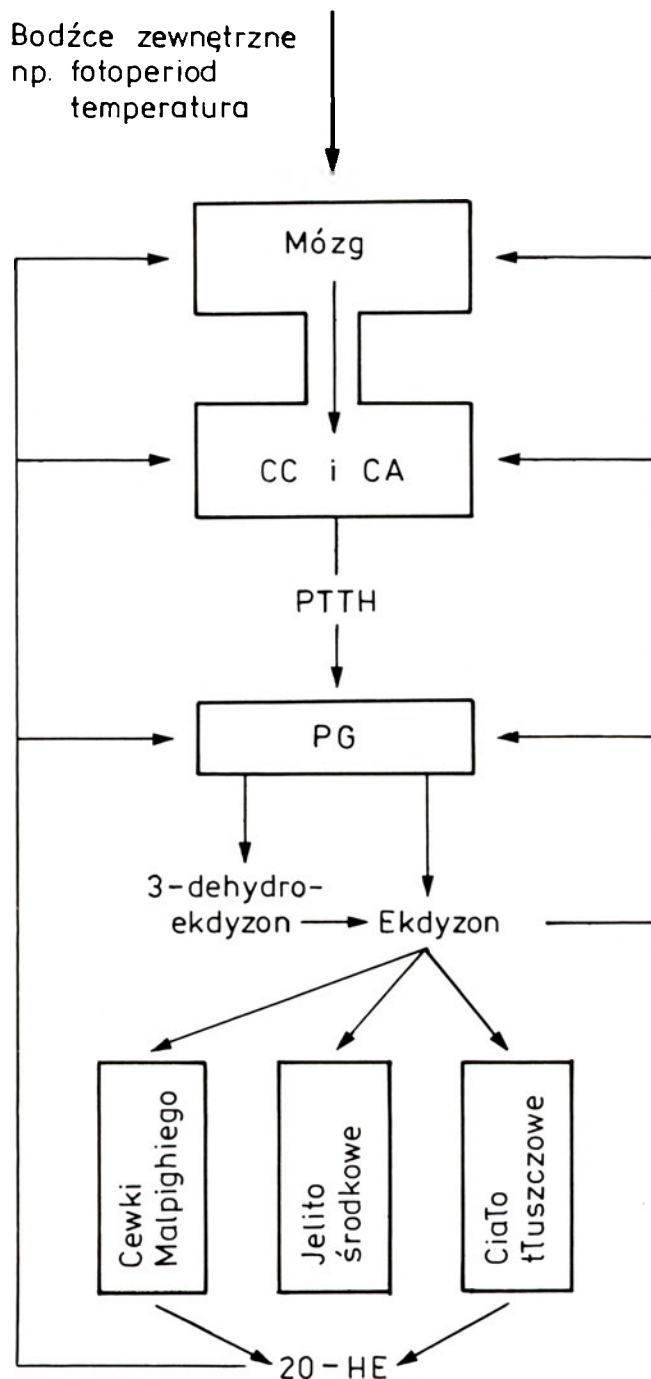 Bodźce zewnętrzne
np. fotoperiod
temperatura
Mózg
CC i CA
PTTH
PG
3-dehydro-
ekdyzon
Ekdyzon
Cewki
Malpighiego
Jelito
środkowe
Ciało
tłuszczowe
20-HE